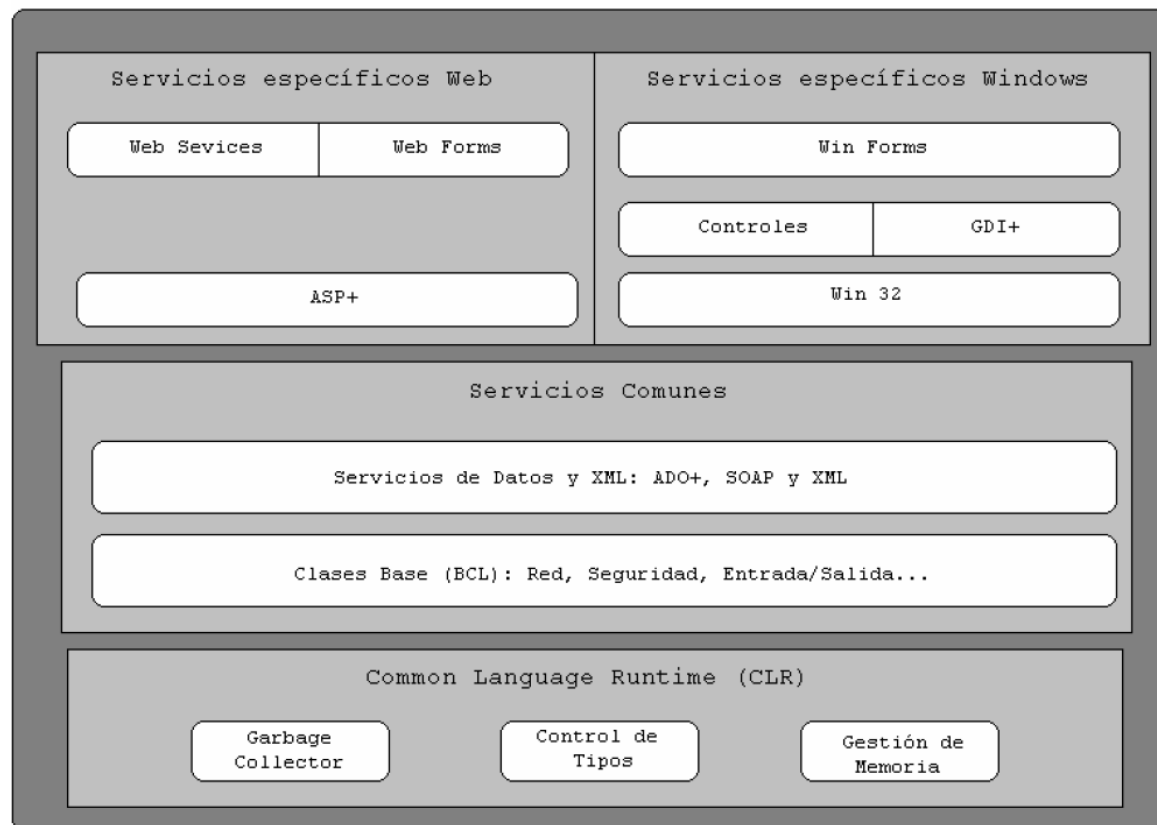 Servicios específicos Web
Web Sevices
Web Forms
ASP+
Servicios específicos Windows
Win Forms
Controles
GDI+
Win 32
Servicios Comunes
Servicios de Datos y XML: ADO+, SOAP y XML
Clases Base (BCL): Red, Seguridad, Entrada/Salida...
Common Language Runtime (CLR)
Garbage
Collector
Control de
Tipos
Gestión de
Memoria